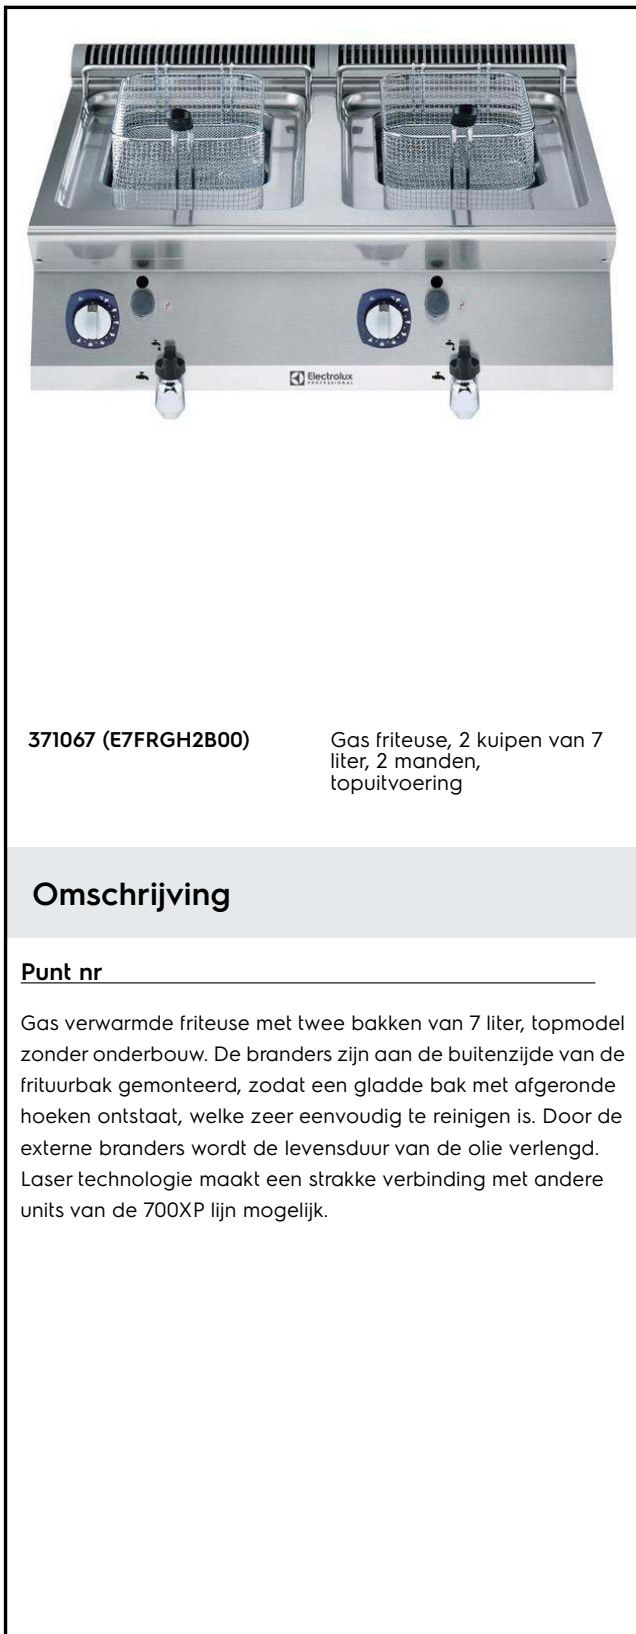 Electrolux
PROFESSIONAL
371067 (E7FRGH2B00)
Gas friteuse, 2 kuipen van 7
liter, 2 manden,
topuitvoering
Omschrijving
Punt nr
Gas verwarmde friteuse met twee bakken van 7 liter, topmodel
zonder onderbouw. De branders zijn aan de buitenzijde van de
frituurbak gemonteerd, zodat een gladde bak met afgeronde
hoeken ontstaat, welke zeer eenvoudig te reinigen is. Door de
externe branders wordt de levensduur van de olie verlengd.
Laser technologie maakt een strakke verbinding met andere
units van de 700XP lijn mogelijk.